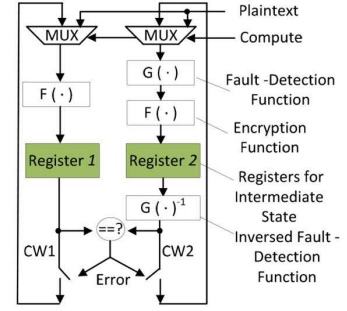 Plaintext
MUX
MUX
Compute
G ( · )
Fault -Detection
Function
F ( · )
F ( · )
Encryption
Function
Register 1
Register 2
Registers for
Intermediate
State
G ( · )⁻¹
Inversed Fault -
Detection
Function
==?
CW1
CW2
Error